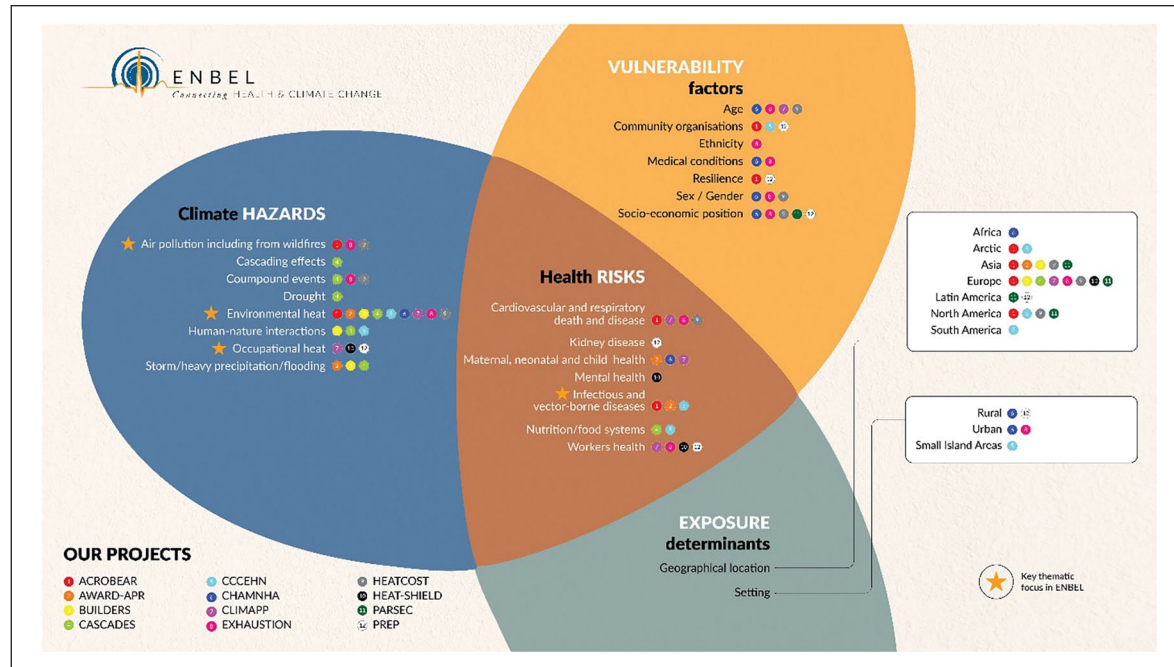 ENBEL
Connecting HEALTH & CLIMATE CHANGE
VULNERABILITY
factors
Age
Community organisations
Ethnicity
Medical conditions
Resilience
Sex / Gender
Socio-economic position
Climate HAZARDS
Air pollution including from wildfires
Cascading effects
Coumpound events
Drought
Environmental heat
Human-nature interactions
Occupational heat
Storm/heavy precipitation/flooding
Health RISKS
Cardiovascular and respiratory
death and disease
Kidney disease
Maternal, neonatal and child health
Mental health
Infectious and
vector-borne diseases
Nutrition/food systems
Workers health
Africa
Arctic
Asia
Europe
Latin America
North America
South America
Rural
Urban
Small Island Areas
EXPOSURE
determinants
Geographical location
Setting
Key thematic
focus in ENBEL
OUR PROJECTS
ACROBEAR
AWARD-APR
BUILDERS
CASCADES
CCCEHN
CHAMNHA
CLIMAPP
EXHAUSTION
HEATCOST
HEAT-SHIELD
PARSEC
PREP